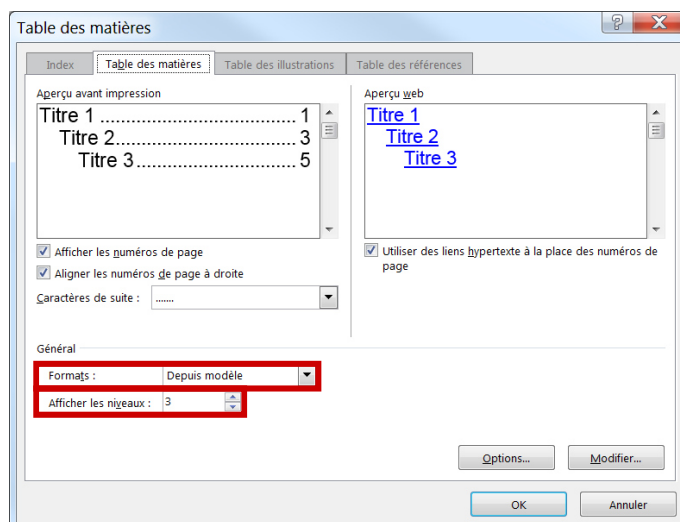 Table des matières
Index
Table des matières
Table des illustrations
Table des références
Aperçu avant impression
Titre 1 ................................... 1
Titre 2................................ 3
Titre 3............................ 5
Aperçu web
Titre 1
Titre 2
Titre 3
Afficher les numéros de page
Aligner les numéros de page à droite
Caractères de suite : .......
Utiliser des liens hypertexte à la place des numéros de
page
Général
Formats : Depuis modèle
Afficher les niveaux : 3
Options... Modifier...
OK Annuler